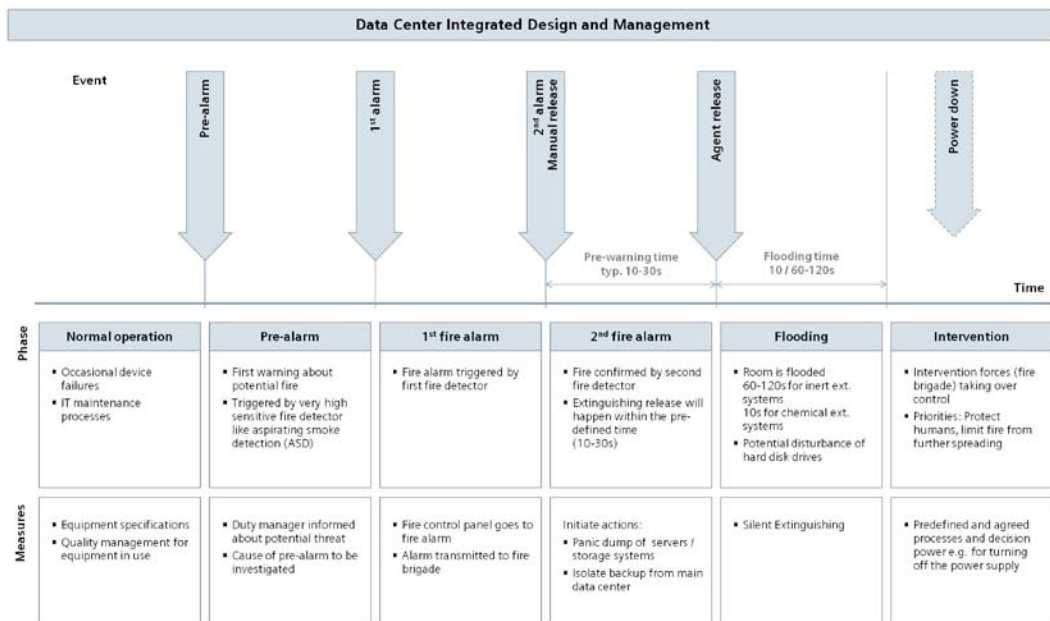 Data Center Integrated Design and Management
Event
Pre-alarm
1st alarm
2nd alarm
Manual release
Agent release
Power down
Pre-warning time
typ. 10-30s
Flooding time
10 / 60-120s
Time
Phase
Normal operation
▪ Occasional device
failures
▪ IT maintenance
processes
Pre-alarm
▪ First warning about
potential fire
▪ Triggered by very high
sensitive fire detector
like aspirating smoke
detection (ASD)
1st fire alarm
▪ Fire alarm triggered by
first fire detector
2nd fire alarm
▪ Fire confirmed by second
fire detector
▪ Extinguishing release will
happen within the pre-
defined time
(10-30s)
Flooding
▪ Room is flooded
60-120s for inert ext.
systems
10s for chemical ext.
systems
▪ Potential disturbance of
hard disk drives
Intervention
▪ Intervention forces (fire
brigade) taking over
control
▪ Priorities: Protect
humans, limit fire from
further spreading
Measures
▪ Equipment specifications
▪ Quality management for
equipment in use
▪ Duty manager informed
about potential threat
▪ Cause of pre-alarm to be
investigated
▪ Fire control panel goes to
fire alarm
▪ Alarm transmitted to fire
brigade
Initiate actions:
▪ Panic dump of servers /
storage systems
▪ Isolate backup from main
data center
▪ Silent Extinguishing
▪ Predefined and agreed
processes and decision
power e.g. for turning
off the power supply